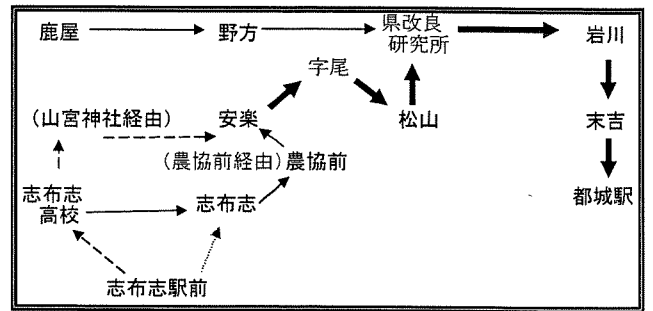 鹿屋
野方
県改良
研究所
岩川
字尾
(山宮神社経由)
安楽
松山
末吉
(農協前経由)
農協前
志布志
高校
志布志
都城駅
志布志駅前